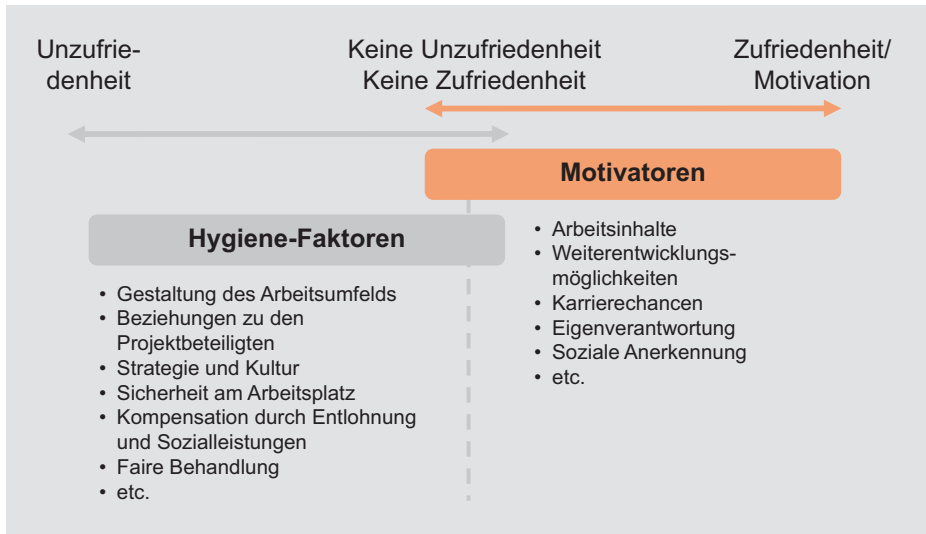 Unzufrie-
denheit
Keine Unzufriedenheit
Keine Zufriedenheit
Zufriedenheit/
Motivation
Motivatoren
Hygiene-Faktoren
• Arbeitsinhalte
• Weiterentwicklungs-
möglichkeiten
• Karrierechancen
• Eigenverantwortung
• Soziale Anerkennung
• etc.
• Gestaltung des Arbeitsumfelds
• Beziehungen zu den
Projektbeteiligten
• Strategie und Kultur
• Sicherheit am Arbeitsplatz
• Kompensation durch Entlohnung
und Sozialleistungen
• Faire Behandlung
• etc.